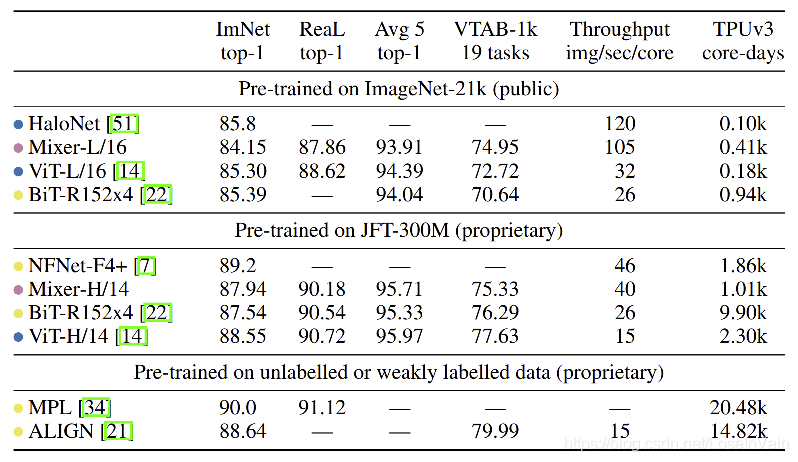 ImNet ReaL Avg 5 VTAB-1k Throughput TPUv3
top-1 top-1 top-1 19 tasks img/sec/core core-days
Pre-trained on ImageNet-21k (public)
HaloNet [51] 85.8 — — — 120 0.10k
Mixer-L/16 84.15 87.86 93.91 74.95 105 0.41k
ViT-L/16 [14] 85.30 88.62 94.39 72.72 32 0.18k
BiT-R152x4 [22] 85.39 — 94.04 70.64 26 0.94k
Pre-trained on JFT-300M (proprietary)
NFNet-F4+ [7] 89.2 — — — 46 1.86k
Mixer-H/14 87.94 90.18 95.71 75.33 40 1.01k
BiT-R152x4 [22] 87.54 90.54 95.33 76.29 26 9.90k
ViT-H/14 [14] 88.55 90.72 95.97 77.63 15 2.30k
Pre-trained on unlabelled or weakly labelled data (proprietary)
MPL [34] 90.0 91.12 — — — 20.48k
ALIGN [21] 88.64 — — 79.99 15 14.82k
https://blog.csdn.net/LoseInVain